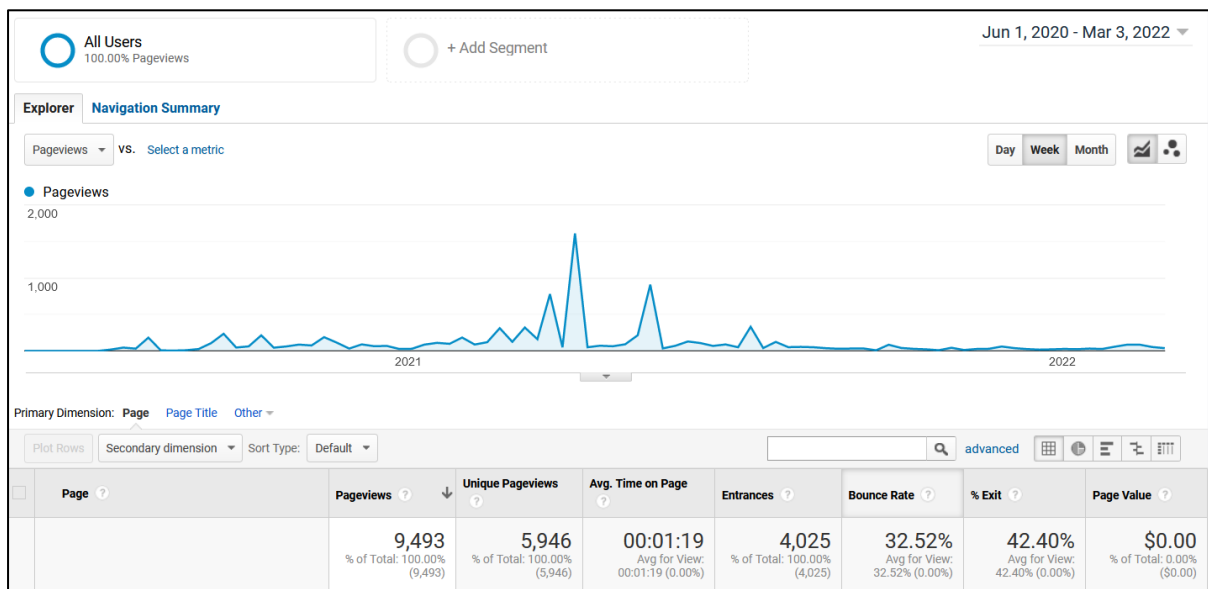 All Users
100.00% Pageviews
+ Add Segment
Jun 1, 2020 - Mar 3, 2022
Explorer Navigation Summary
Pageviews VS. Select a metric
Day Week Month
Pageviews
2,000
1,000
2021 2022
Primary Dimension: Page Page Title Other
Plot Rows Secondary dimension Sort Type: Default advanced
Page ? Pageviews ? Unique Pageviews ? Avg. Time on Page ? Entrances ? Bounce Rate ? % Exit ? Page Value ?
9,493 5,946 00:01:19 4,025 32.52% 42.40% $0.00
% of Total: 100.00% % of Total: 100.00% Avg for View: % of Total: 100.00% Avg for View: Avg for View: % of Total: 0.00%
(9,493) (5,946) 00:01:19 (0.00%) (4,025) 32.52% (0.00%) 42.40% (0.00%) ($0.00)